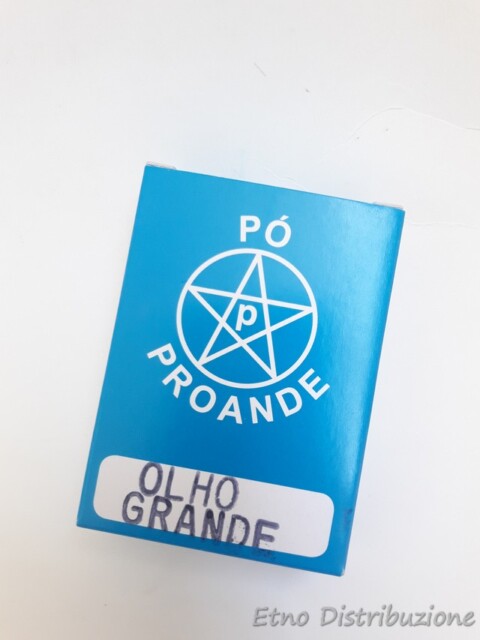 PÓ
p
PROANDE
OLHO
GRANDE
Etno Distribuzione